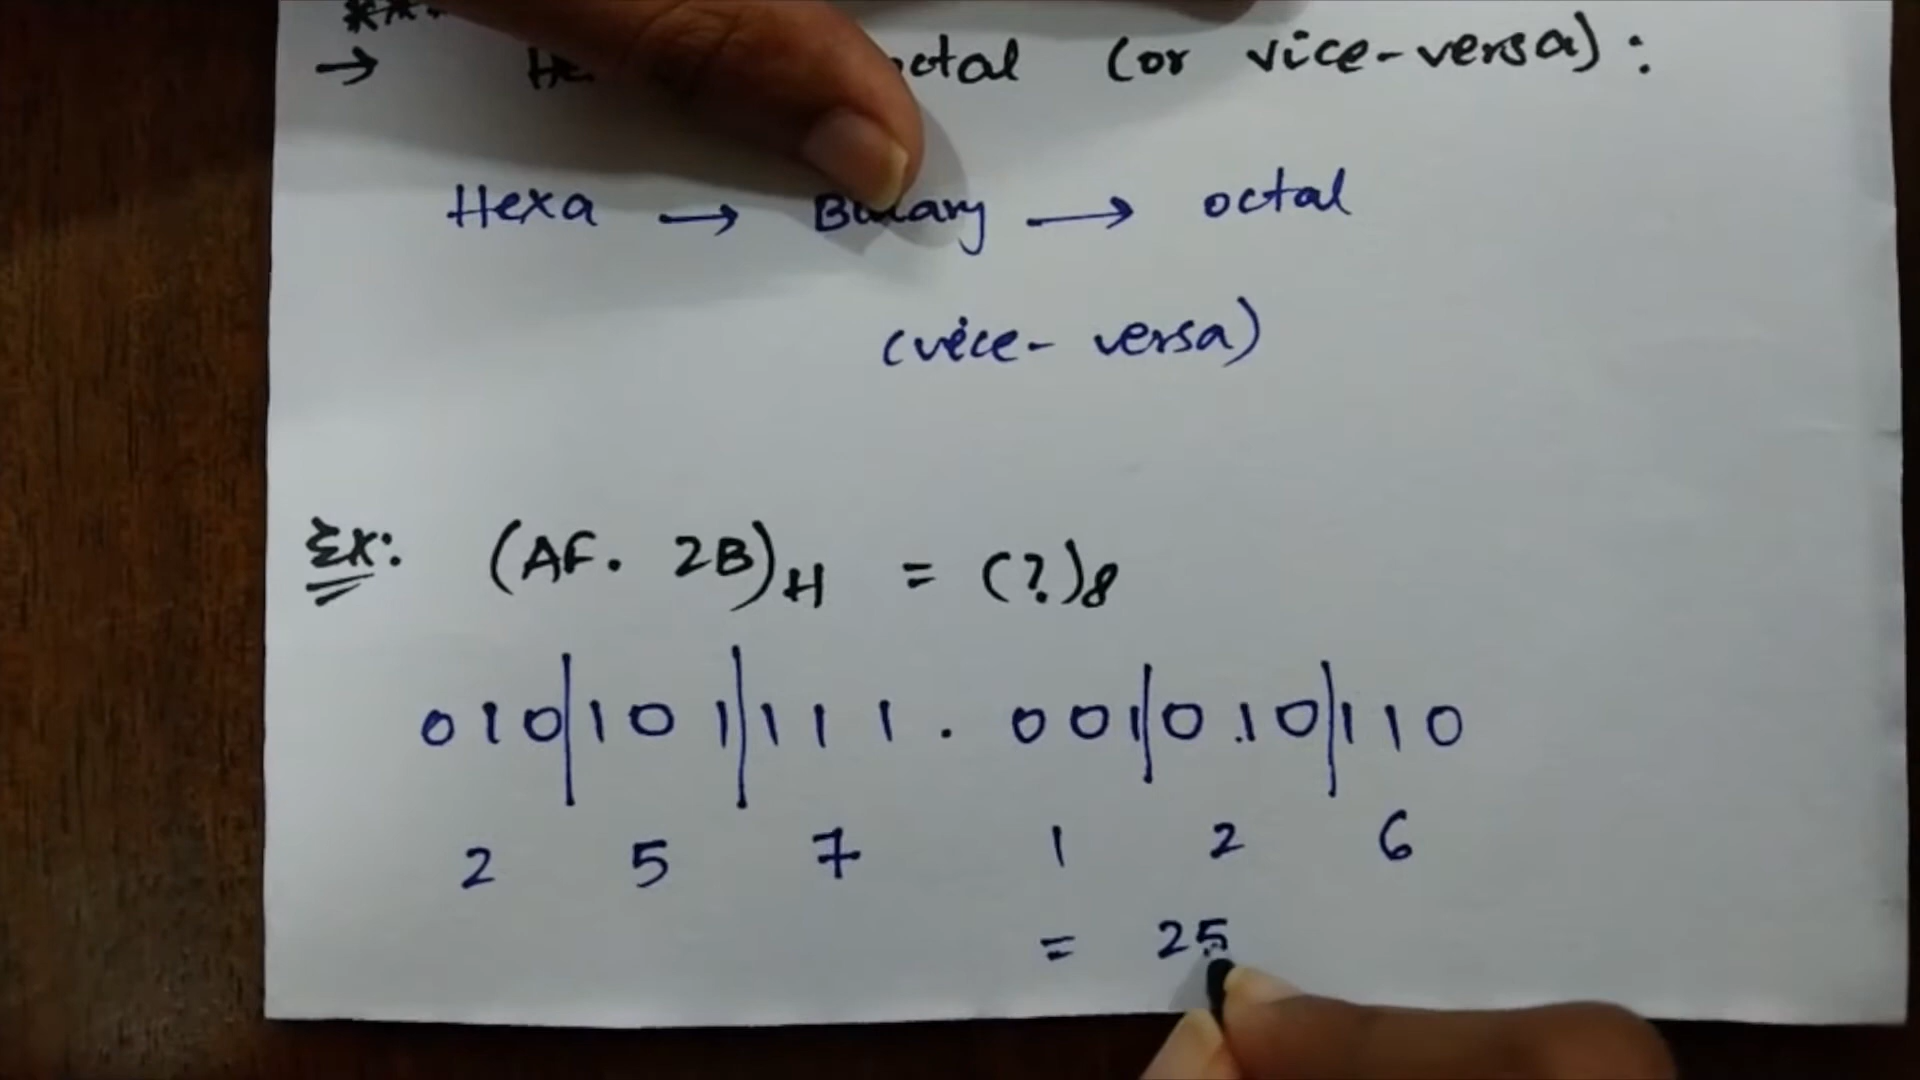 → octal (or vice-versa):
Hexa → Binary → octal
(vice-versa)
Ex: (AF. 2B)H = (?)8
010|101|111.001|010|110
2 5 7 1 2 6
= 25